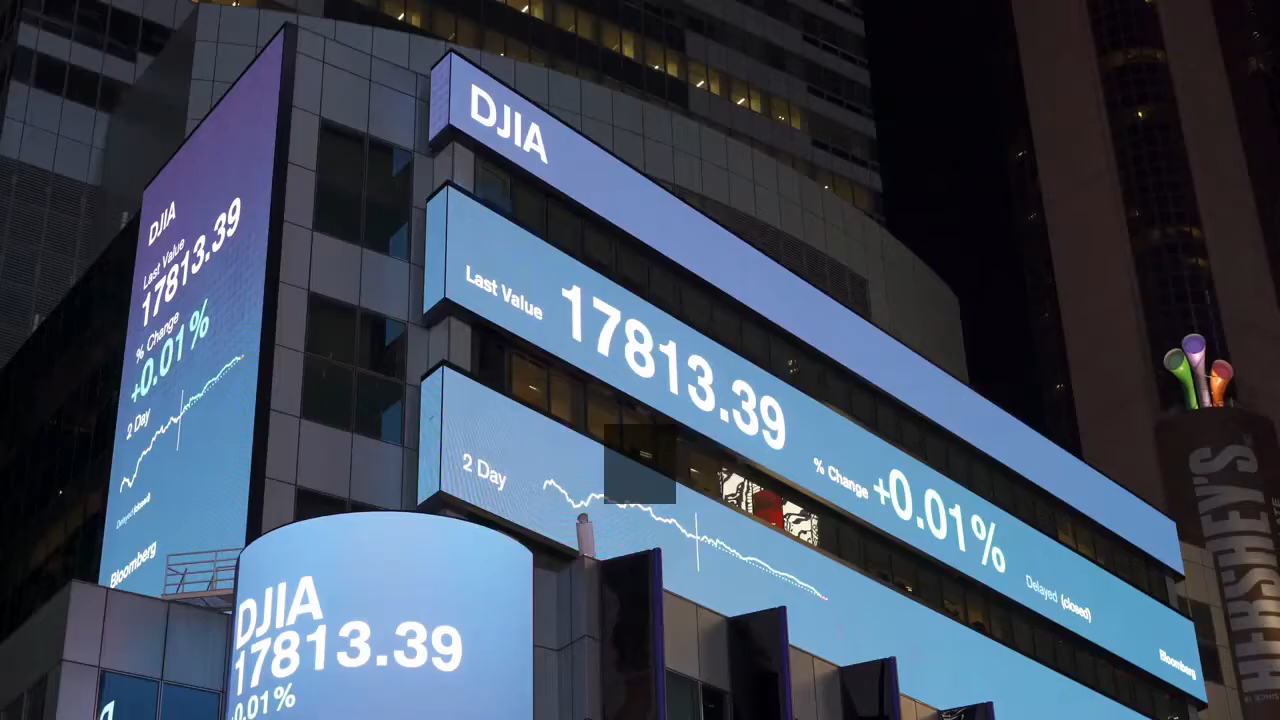 DJIA
Last Value
17813.39
% Change
+0.01%
2 Day
Delayed (closed)
Bloomberg
DJIA
Last Value 17813.39 % Change +0.01% Delayed (closed)
Bloomberg
2 Day
DJIA
17813.39
+0.01%
HERSHEY'S